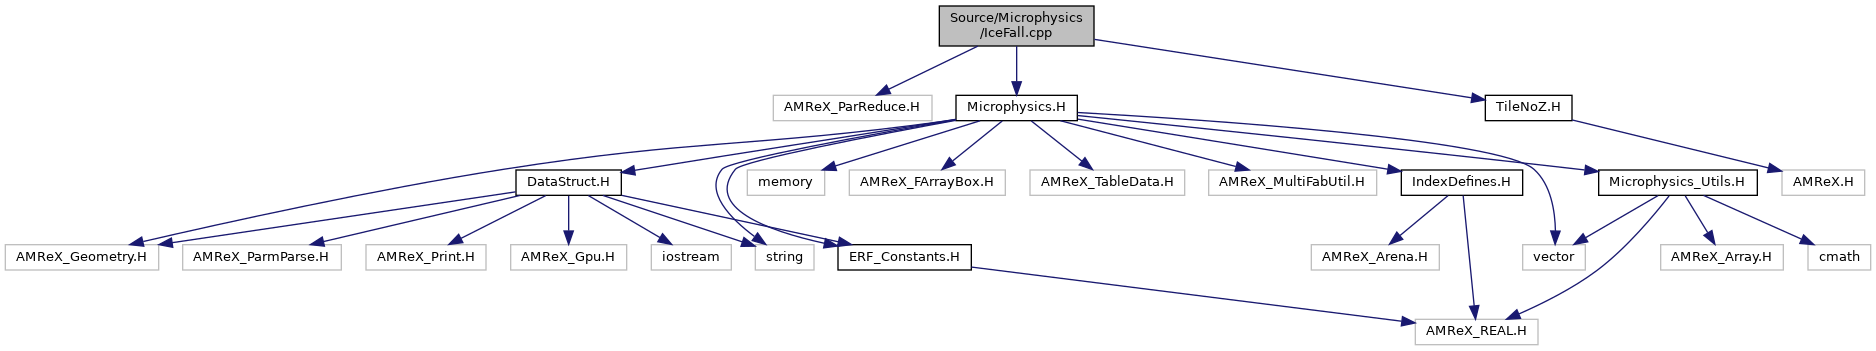 Source/Microphysics
/IceFall.cpp
AMReX_ParReduce.H
Microphysics.H
TileNoZ.H
DataStruct.H
memory
AMReX_FArrayBox.H
AMReX_TableData.H
AMReX_MultiFabUtil.H
IndexDefines.H
Microphysics_Utils.H
AMReX.H
AMReX_Geometry.H
AMReX_ParmParse.H
AMReX_Print.H
AMReX_Gpu.H
iostream
string
ERF_Constants.H
AMReX_Arena.H
vector
AMReX_Array.H
cmath
AMReX_REAL.H